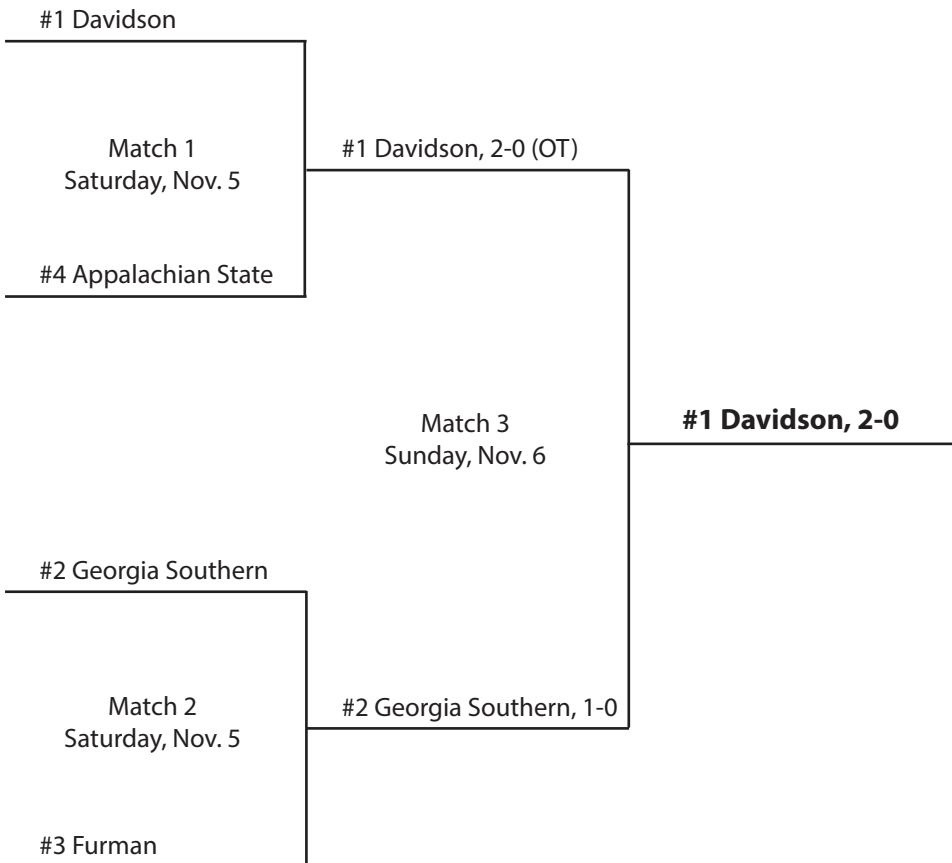 #1 Davidson
Match 1
Saturday, Nov. 5
#1 Davidson, 2-0 (OT)
#4 Appalachian State
Match 3
Sunday, Nov. 6
#1 Davidson, 2-0
#2 Georgia Southern
Match 2
Saturday, Nov. 5
#2 Georgia Southern, 1-0
#3 Furman